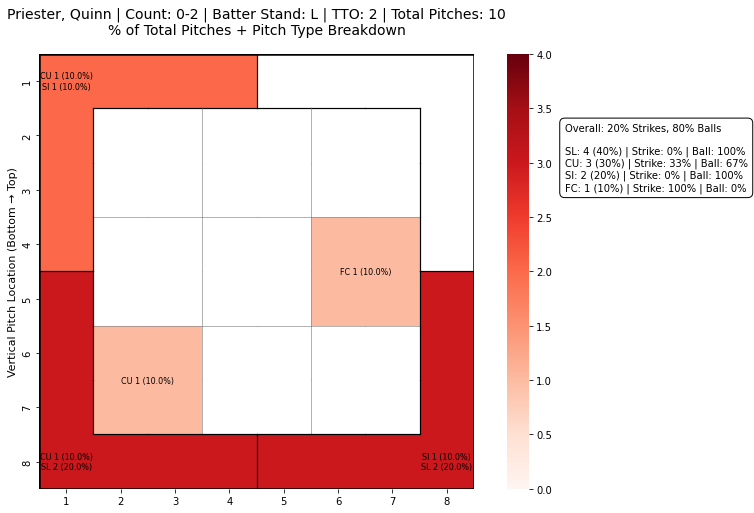 Priester, Quinn | Count: 0-2 | Batter Stand: L | TTO: 2 | Total Pitches: 10
% of Total Pitches + Pitch Type Breakdown
Vertical Pitch Location (Bottom → Top)
1
2
3
4
5
6
7
8
CU 1 (10.0%)
SI 1 (10.0%)
FC 1 (10.0%)
CU 1 (10.0%)
CU 1 (10.0%)
SL 2 (20.0%)
SI 1 (10.0%)
SL 2 (20.0%)
1 2 3 4 5 6 7 8
4.0
3.5
3.0
2.5
2.0
1.5
1.0
0.5
0.0
Overall: 20% Strikes, 80% Balls
SL: 4 (40%) | Strike: 0% | Ball: 100%
CU: 3 (30%) | Strike: 33% | Ball: 67%
SI: 2 (20%) | Strike: 0% | Ball: 100%
FC: 1 (10%) | Strike: 100% | Ball: 0%